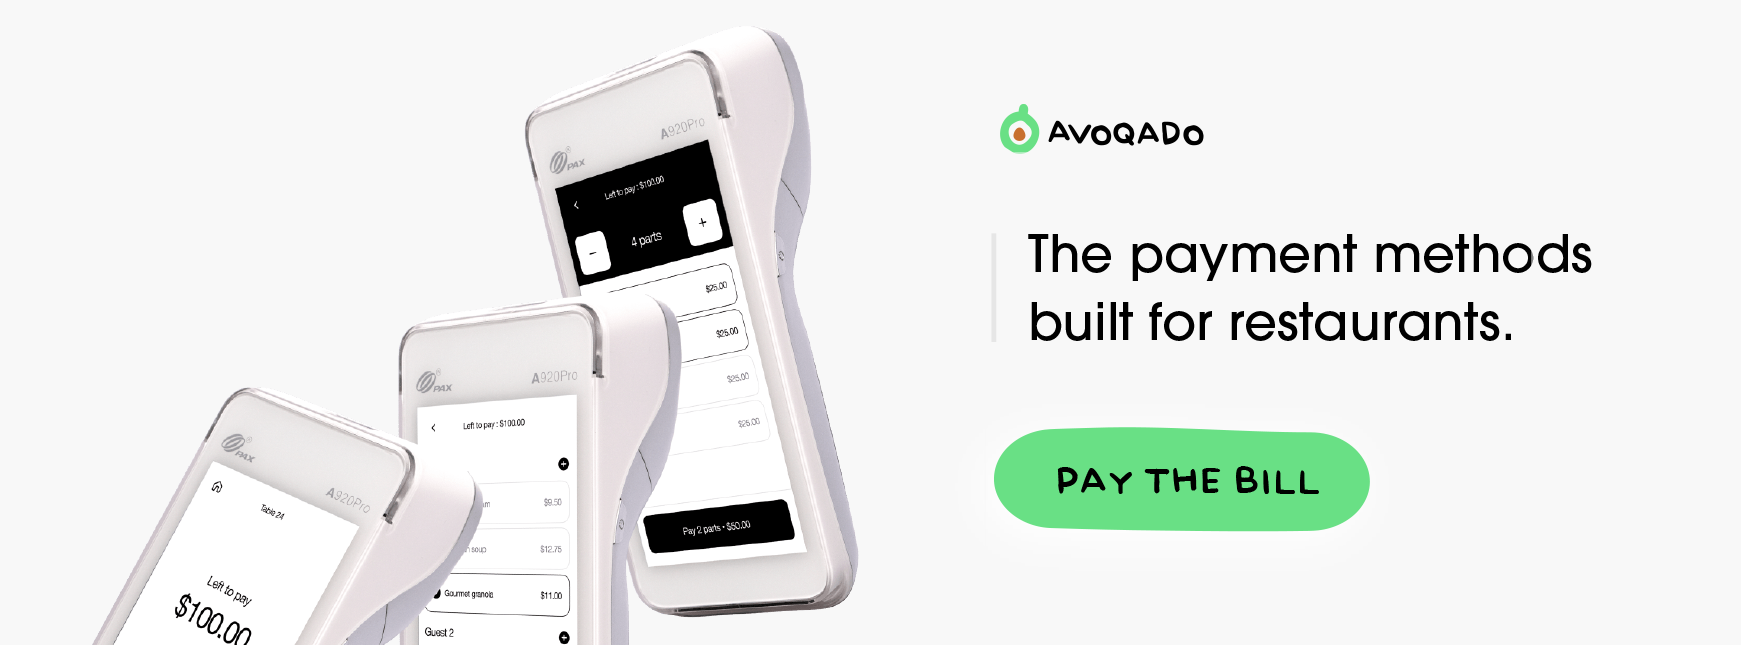 AVOQADO
The payment methods
built for restaurants.
PAY THE BILL
PAX
A920Pro
Left to pay : $100.00
4 parts
$25.00
$25.00
$25.00
$25.00
Pay 2 parts • $50.00
PAX
A920Pro
Left to pay : $100.00
$9.50
soup
$12.75
Gourmet granola
$11.00
Guest 2
PAX
A920Pro
Table 24
Left to pay
$100.00